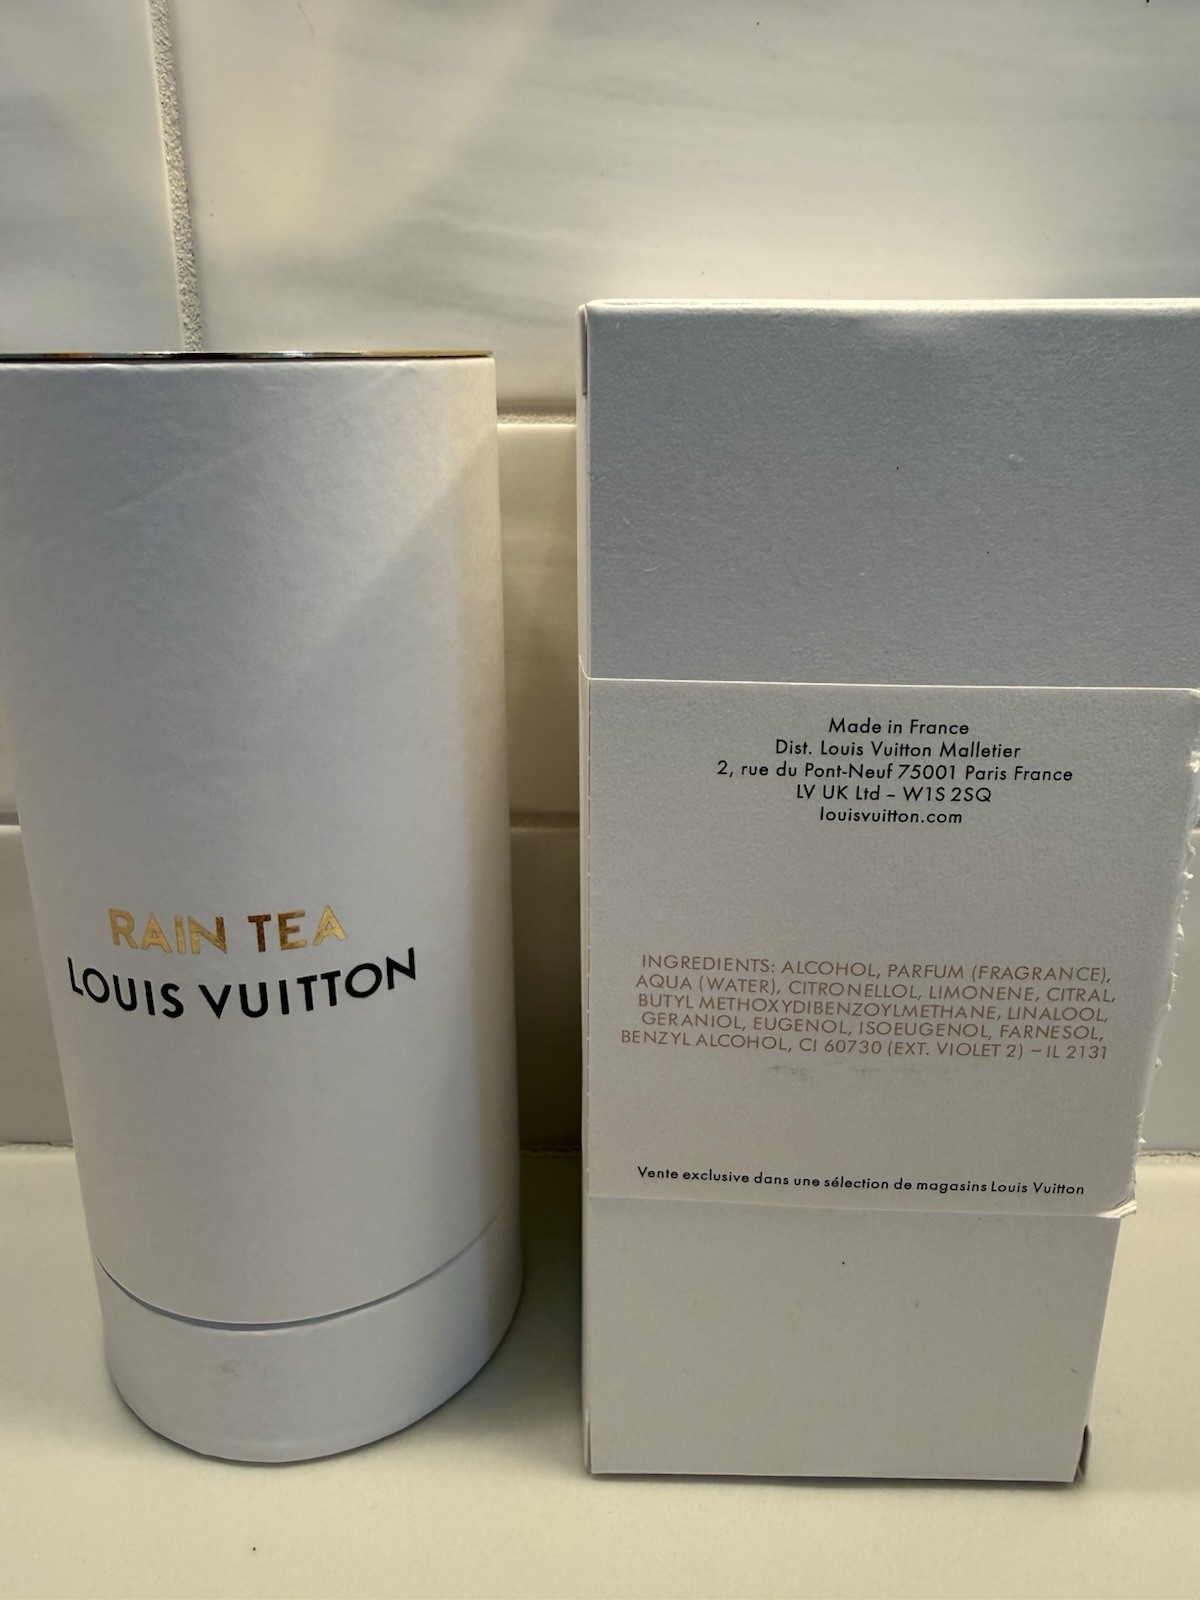 RAIN TEA
LOUIS VUITTON
Made in France
Dist. Louis Vuitton Malletier
2, rue du Pont-Neuf 75001 Paris France
LV UK Ltd – W1S 2SQ
louisvuitton.com
INGREDIENTS: ALCOHOL, PARFUM (FRAGRANCE),
AQUA (WATER), CITRONELLOL, LIMONENE, CITRAL,
BUTYL METHOXYDIBENZOYLMETHANE, LINALOOL,
GERANIOL, EUGENOL, ISOEUGENOL, FARNESOL,
BENZYL ALCOHOL, CI 60730 (EXT. VIOLET 2) – IL 2131
Vente exclusive dans une sélection de magasins Louis Vuitton